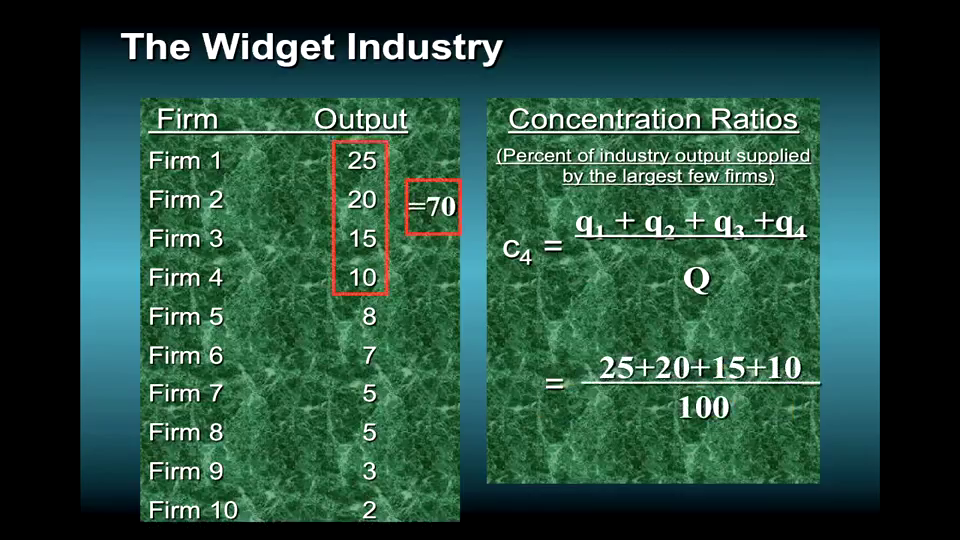 The Widget Industry
Firm Output
Firm 1 25
Firm 2 20
Firm 3 15
Firm 4 10
Firm 5 8
Firm 6 7
Firm 7 5
Firm 8 5
Firm 9 3
Firm 10 2
=70
Concentration Ratios
(Percent of industry output supplied
by the largest few firms)
q₁ + q₂ + q₃ +q₄
c₄ =
Q
25+20+15+10
=
100